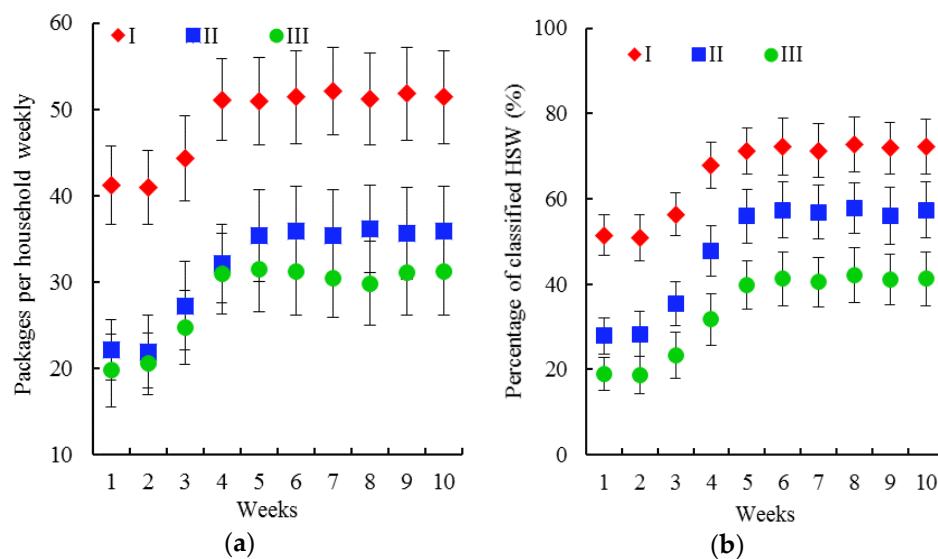 60
50
40
30
20
10
Packages per household weekly
I II III
1 2 3 4 5 6 7 8 9 10
Weeks
(a)
100
80
60
40
20
0
Percentage of classified HSW (%)
I II III
1 2 3 4 5 6 7 8 9 10
Weeks
(b)